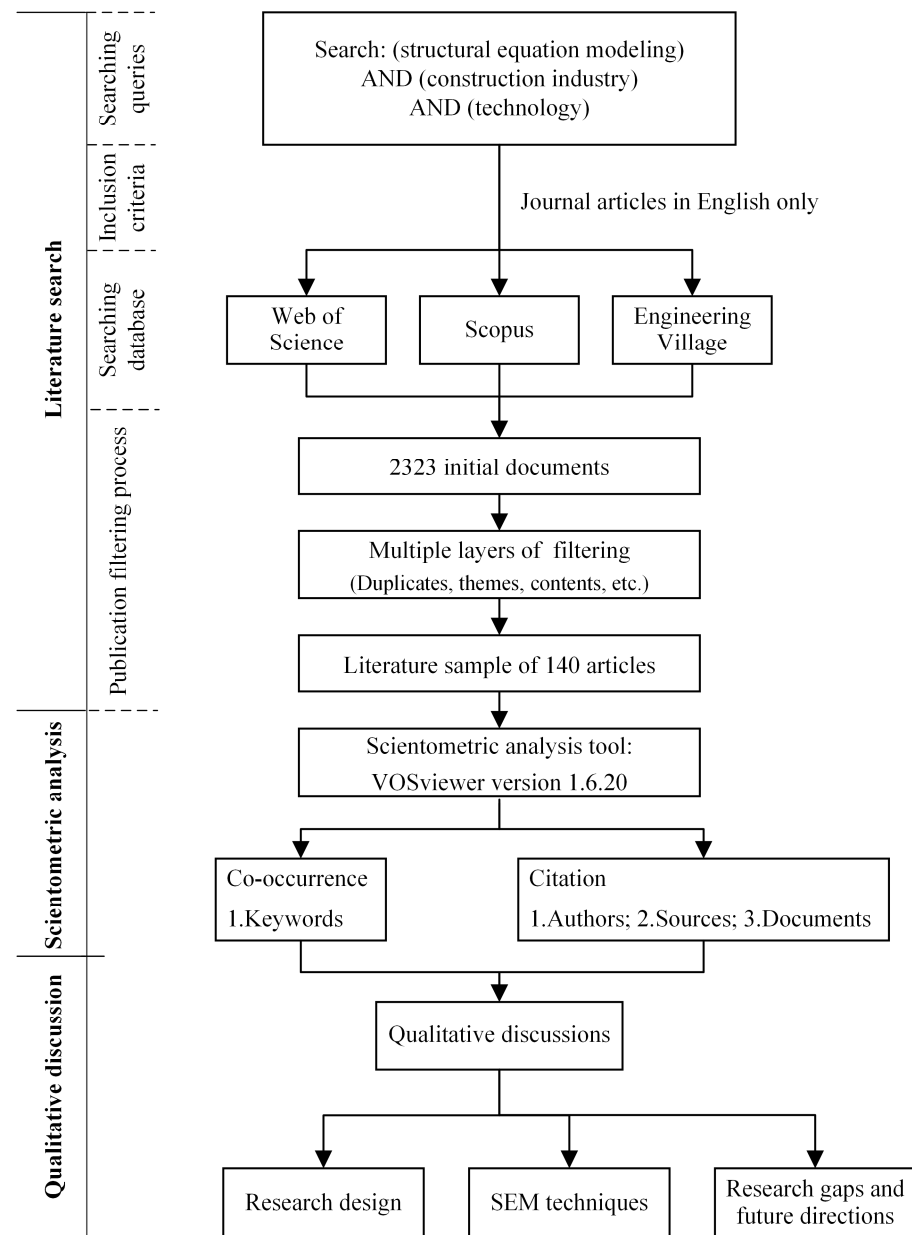 Literature search
Searching
queries
Search: (structural equation modeling)
AND (construction industry)
AND (technology)
Inclusion
criteria
Journal articles in English only
Searching
database
Web of
Science
Scopus
Engineering
Village
Publication filtering process
2323 initial documents
Multiple layers of filtering
(Duplicates, themes, contents, etc.)
Literature sample of 140 articles
Scientometric analysis
Scientometric analysis tool:
VOSviewer version 1.6.20
Co-occurrence
1.Keywords
Citation
1.Authors; 2.Sources; 3.Documents
Qualitative discussion
Qualitative discussions
Research design
SEM techniques
Research gaps and
future directions